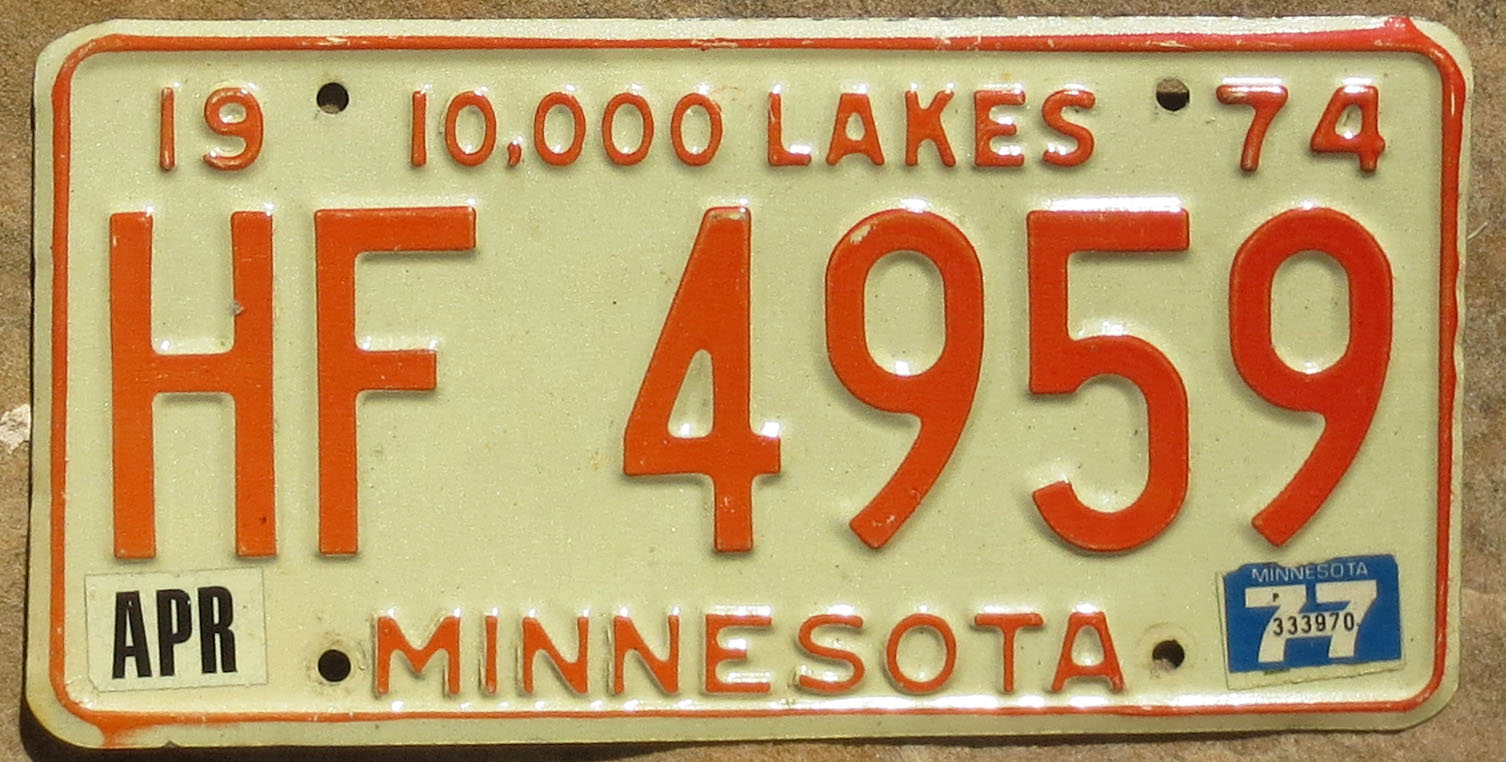 19 10,000 LAKES 74
HF 4959
APR
MINNESOTA
MINNESOTA
P
77
333970